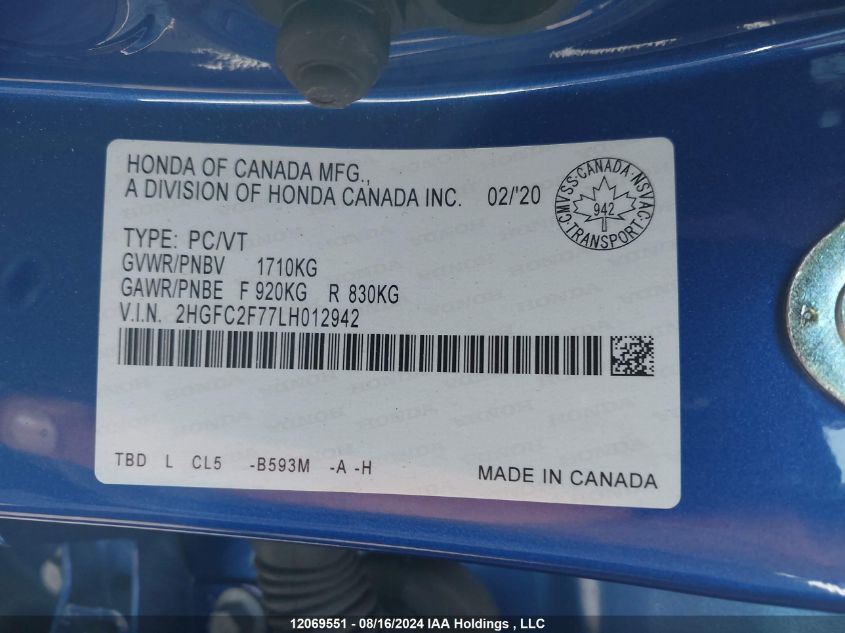 HONDA OF CANADA MFG.,
A DIVISION OF HONDA CANADA INC. 02/'20
CMVSS·CANADA·NSVAC
942
TRANSPORT
TYPE: PC/VT
GVWR/PNBV 1710KG
GAWR/PNBE F 920KG R 830KG
V.I.N. 2HGFC2F77LH012942
TBD L CL5 -B593M -A -H
MADE IN CANADA
12069551 - 08/16/2024 IAA Holdings , LLC